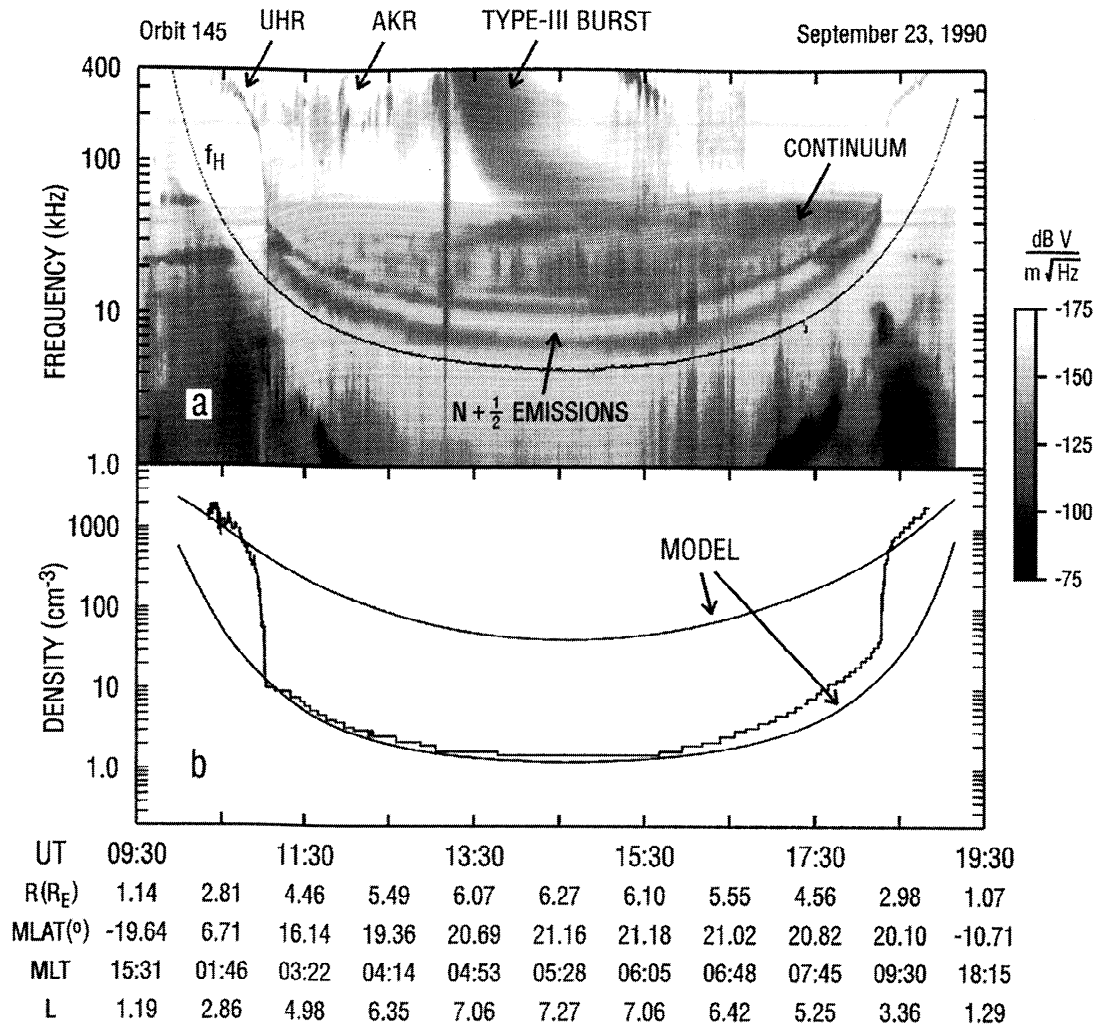 Orbit 145 UHR AKR TYPE-III BURST September 23, 1990
400
100
10
1.0
FREQUENCY (kHz)
fH
CONTINUUM
N + 1/2 EMISSIONS
a
dB V
m √Hz
-175
-150
-125
-100
-75
1000
100
10
1.0
DENSITY (cm-3)
MODEL
b
UT 09:30 11:30 13:30 15:30 17:30 19:30
R(RE) 1.14 2.81 4.46 5.49 6.07 6.27 6.10 5.55 4.56 2.98 1.07
MLAT(º) -19.64 6.71 16.14 19.36 20.69 21.16 21.18 21.02 20.82 20.10 -10.71
MLT 15:31 01:46 03:22 04:14 04:53 05:28 06:05 06:48 07:45 09:30 18:15
L 1.19 2.86 4.98 6.35 7.06 7.27 7.06 6.42 5.25 3.36 1.29